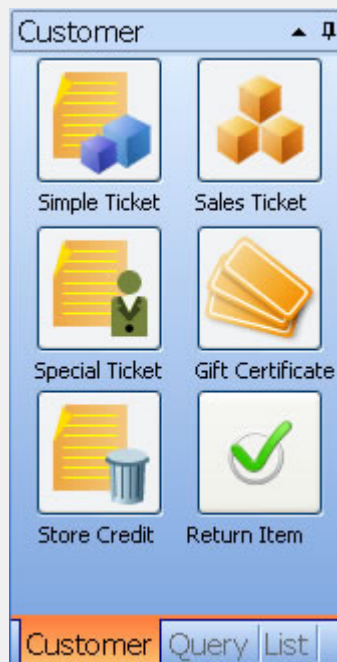 Customer
Simple Ticket Sales Ticket
Special Ticket Gift Certificate
Store Credit Return Item
Customer Query List